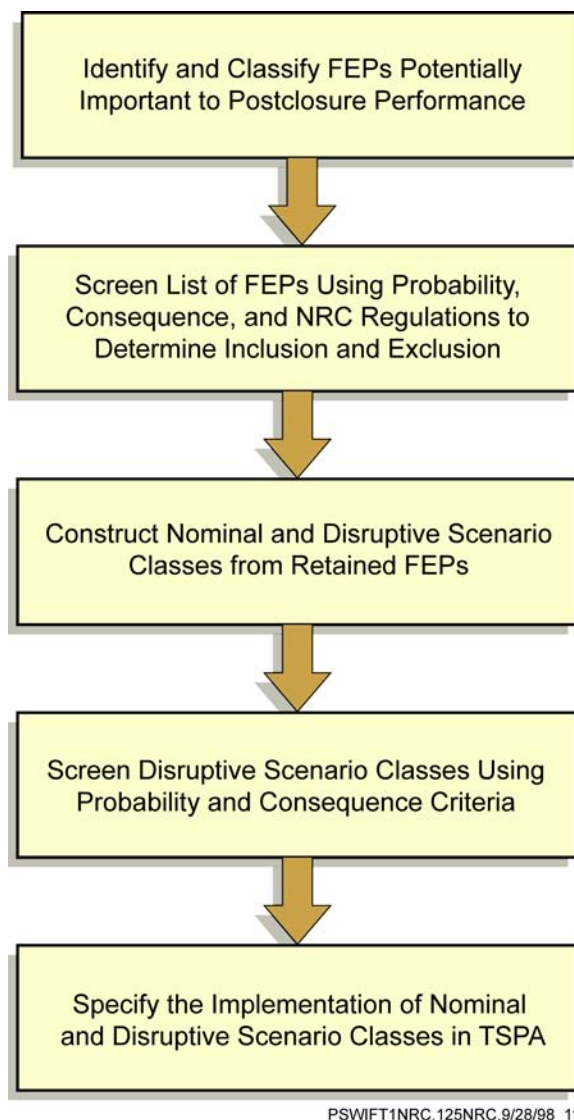 Identify and Classify FEPs Potentially
Important to Postclosure Performance
Screen List of FEPs Using Probability,
Consequence, and NRC Regulations to
Determine Inclusion and Exclusion
Construct Nominal and Disruptive Scenario
Classes from Retained FEPs
Screen Disruptive Scenario Classes Using
Probability and Consequence Criteria
Specify the Implementation of Nominal
and Disruptive Scenario Classes in TSPA
PSWIFT1NRC.125NRC.9/28/98 1